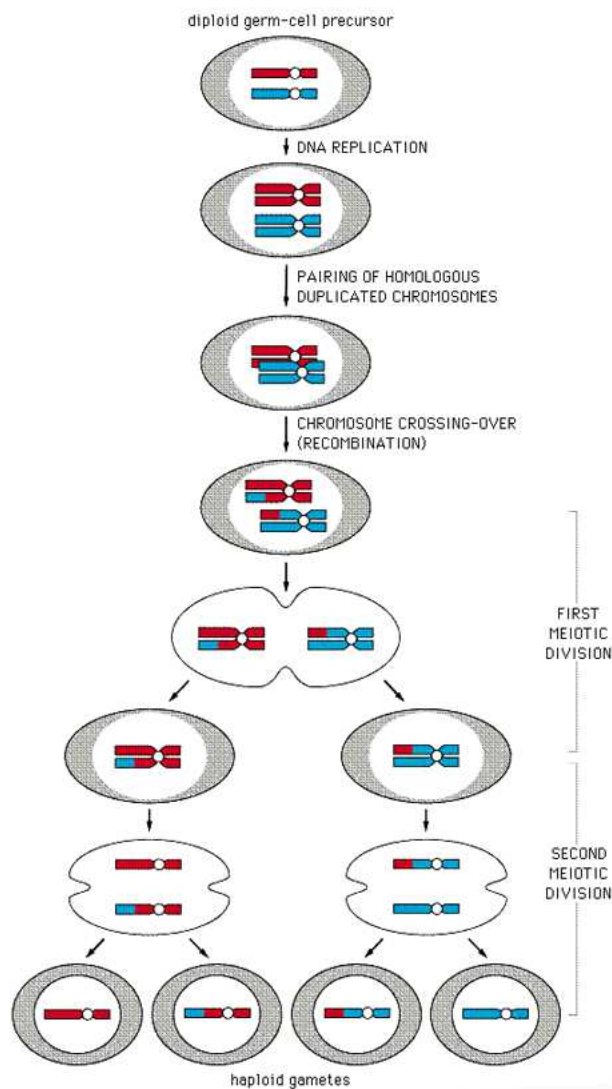 diploid germ-cell precursor
DNA REPLICATION
PAIRING OF HOMOLOGOUS
DUPLICATED CHROMOSOMES
CHROMOSOME CROSSING-OVER
(RECOMBINATION)
FIRST
MEIOTIC
DIVISION
SECOND
MEIOTIC
DIVISION
haploid gametes